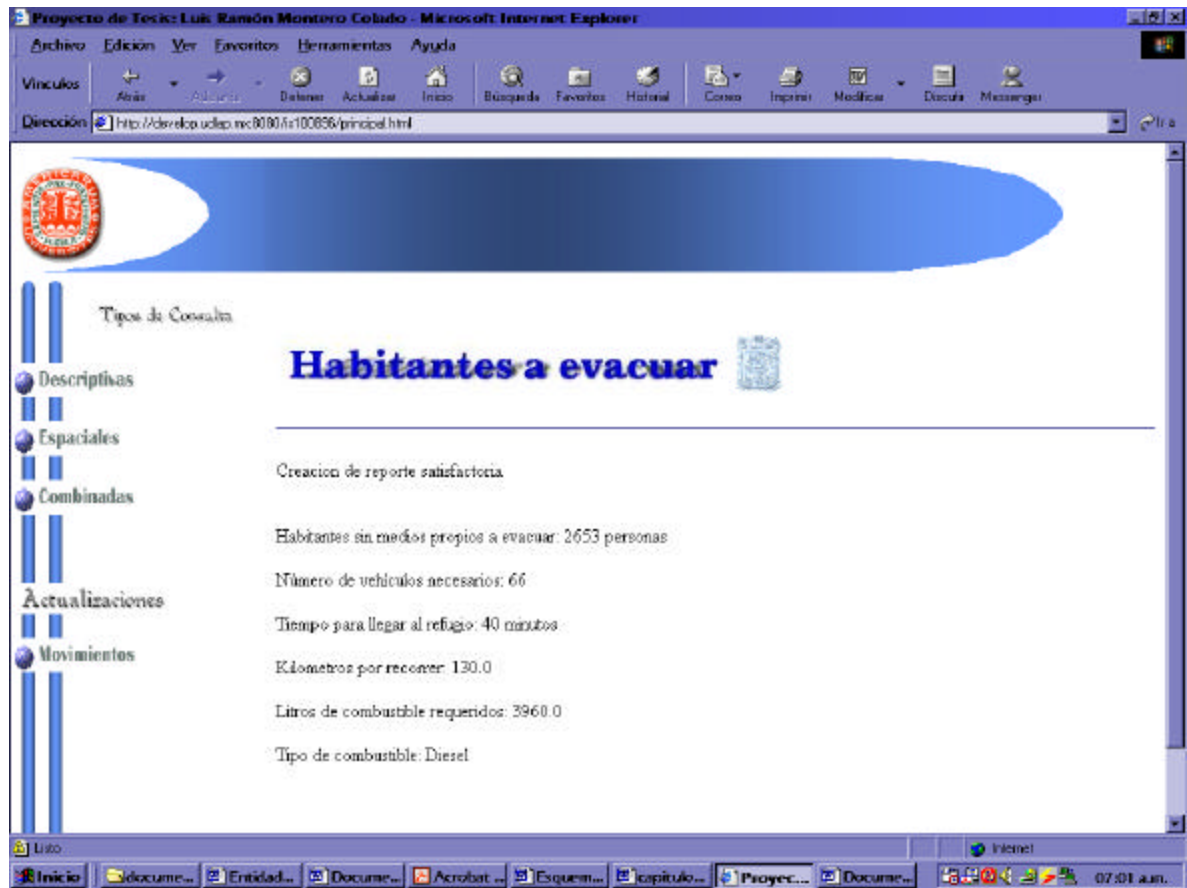 Proyecto de Tesis: Luis Ramón Montero Colado - Microsoft Internet Explorer
Archivo Edición Ver Favoritos Herramientas Ayuda
Vínculos Atrás Detener Actualizar Inicio Búsqueda Favoritos Historial Correo Imprimir Modificar Discutir Messenger
Dirección http://develop.udlap.mx:8080/is100896/principal.html Ir a
Tipos de Consulta
Habitantes a evacuar
Descriptivas
Espaciales
Creacion de reporte satisfactoria
Combinadas
Habitantes sin medios propios a evacuar: 2653 personas
Número de vehículos necesarios: 66
Actualizaciones
Tiempo para llegar al refugio: 40 minutos
Movimientos
Kilometros por recorrer: 130.0
Litros de combustible requeridos: 3960.0
Tipo de combustible: Diesel
Listo Internet
Inicio docume... Entidad... Docume... Acrobat ... Esquem... capitulo... Proyec... Docume... 07:01 a.m.